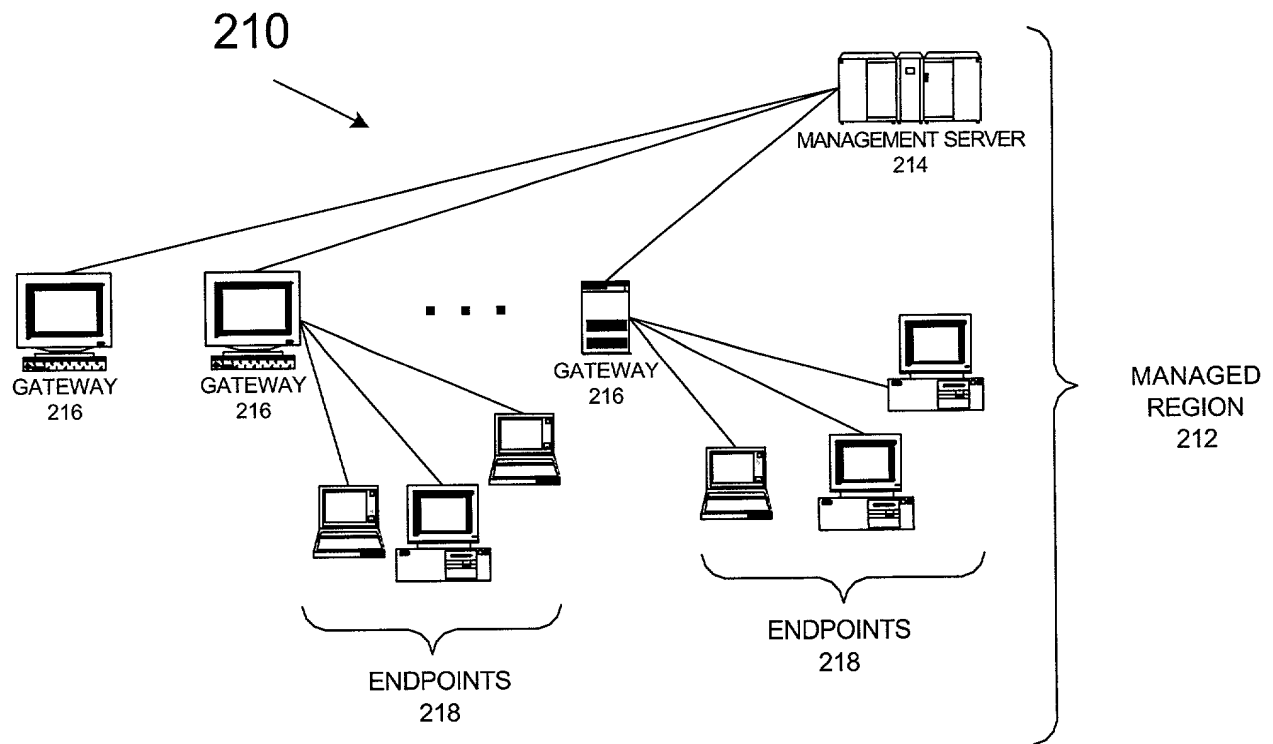 210
MANAGEMENT SERVER
214
GATEWAY
216
GATEWAY
216
. . .
GATEWAY
216
MANAGED
REGION
212
ENDPOINTS
218
ENDPOINTS
218